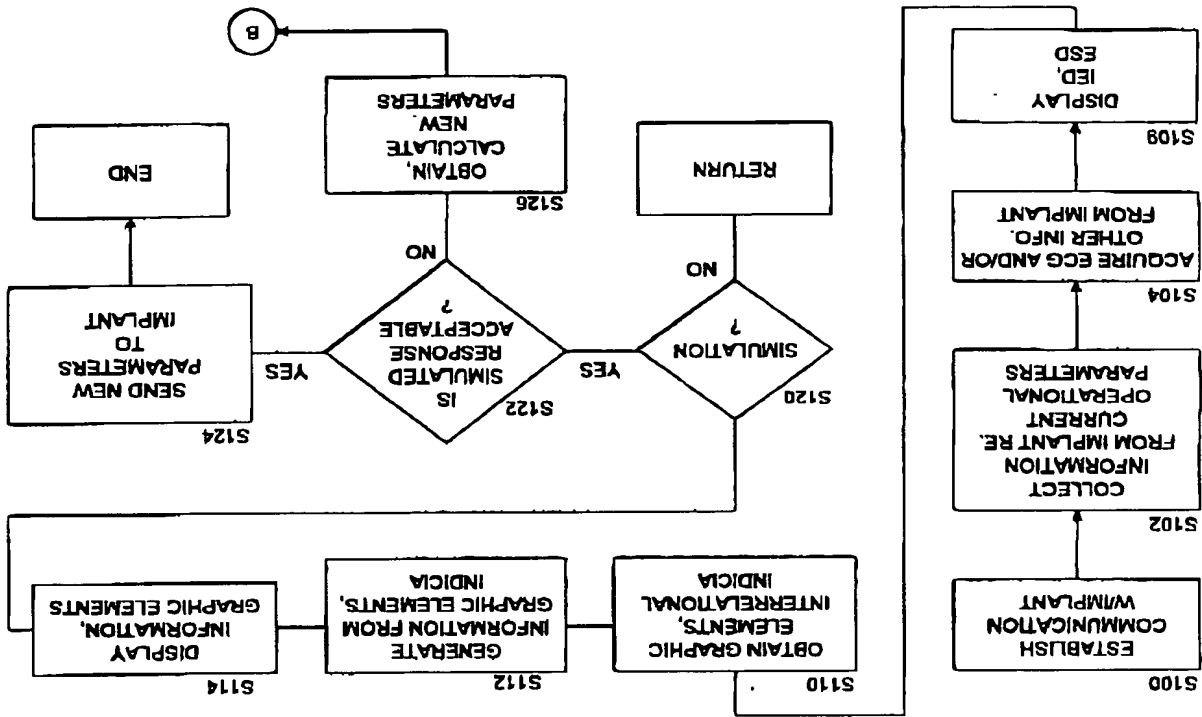 S100
ESTABLISH
COMMUNICATION
W/IMPLANT
S102
COLLECT
INFORMATION
FROM IMPLANT RE.
CURRENT
OPERATIONAL
PARAMETERS
S104
ACQUIRE ECG AND/OR
OTHER INFO.
FROM IMPLANT
S109
DISPLAY
IED,
ESD
S110
OBTAIN GRAPHIC
ELEMENTS,
INTERRELATIONAL
INDICIA
S112
GENERATE
INFORMATION FROM
GRAPHIC ELEMENTS,
INDICIA
S114
DISPLAY
INFORMATION,
GRAPHIC ELEMENTS
S120
SIMULATION
?
YES
NO
RETURN
S122
IS
SIMULATED
RESPONSE
ACCEPTABLE
?
YES
NO
S124
SEND NEW
PARAMETERS
TO
IMPLANT
END
S126
OBTAIN,
CALCULATE
NEW.
PARAMETERS
B